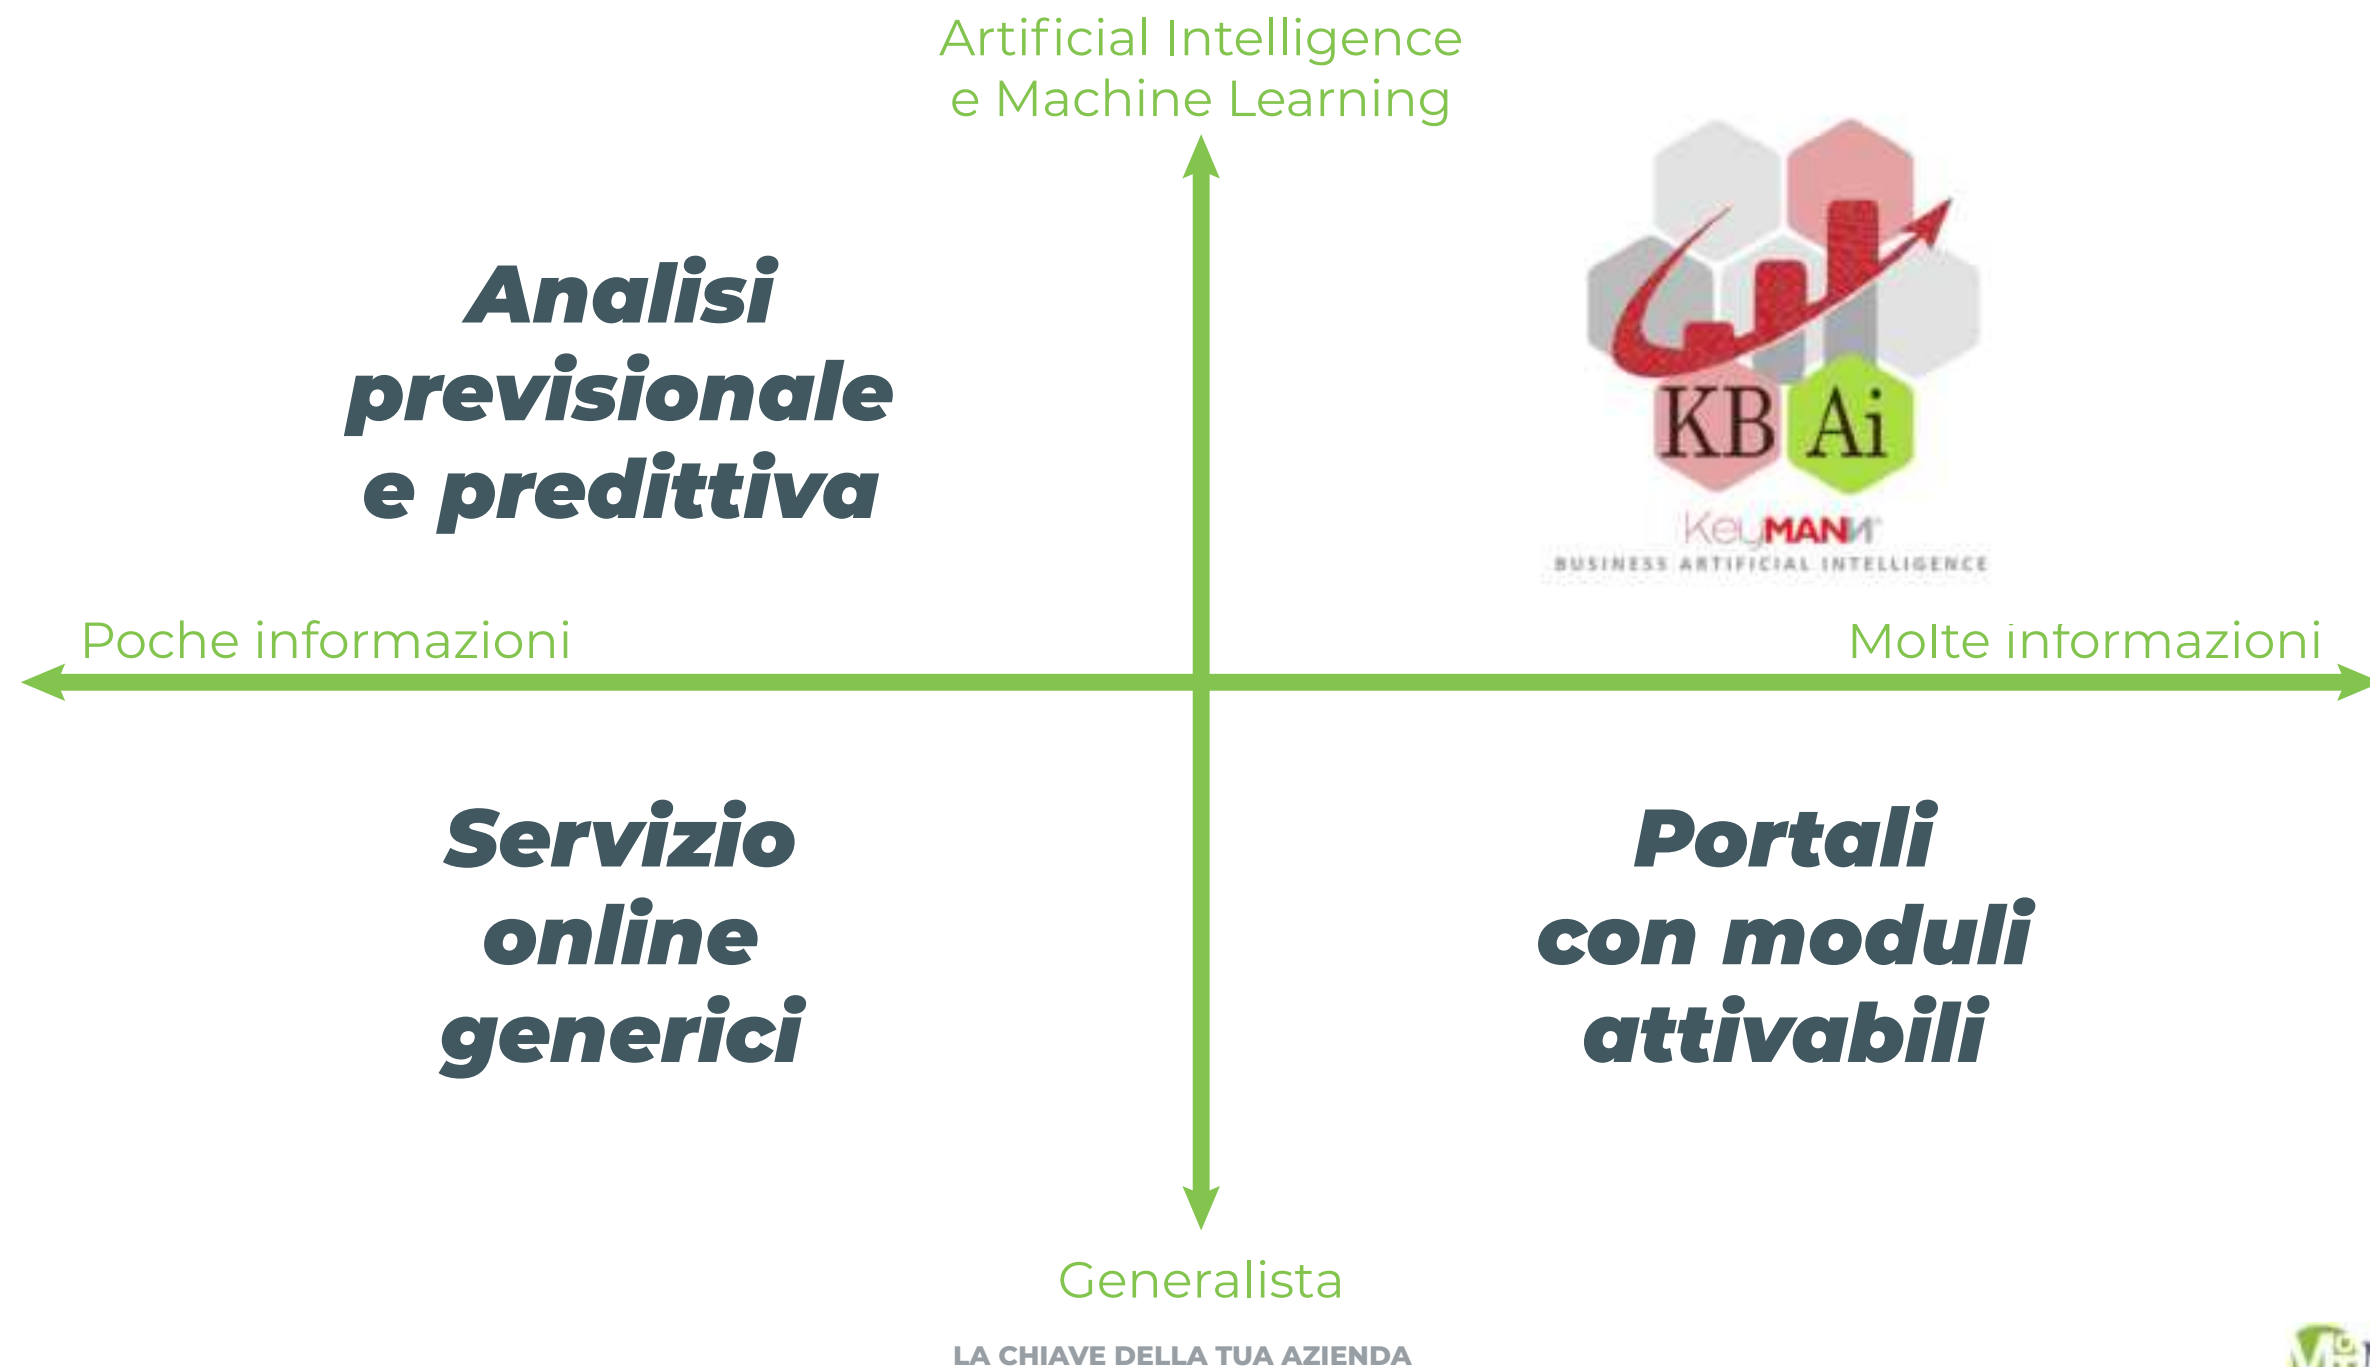 Artificial Intelligence
e Machine Learning
Analisi
previsionale
e predittiva
KB Ai
KeyMANN
BUSINESS ARTIFICIAL INTELLIGENCE
Poche informazioni
Molte informazioni
Servizio
online
generici
Portali
con moduli
attivabili
Generalista
LA CHIAVE DELLA TUA AZIENDA